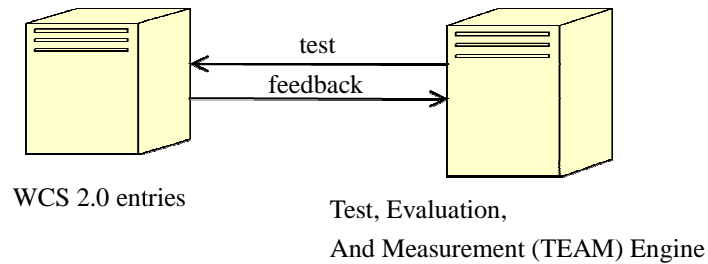 test
feedback
WCS 2.0 entries
Test, Evaluation,
And Measurement (TEAM) Engine